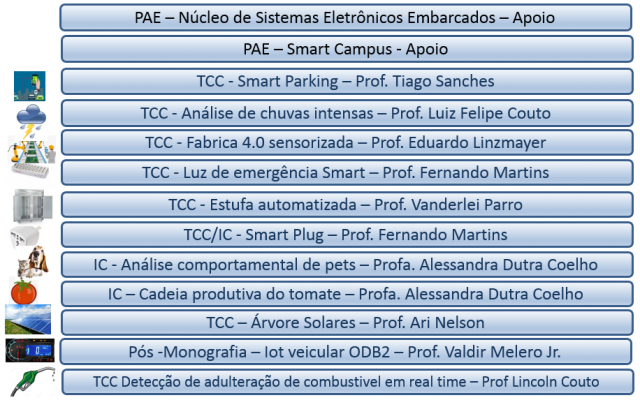 PAE – Núcleo de Sistemas Eletrônicos Embarcados – Apoio
PAE – Smart Campus - Apoio
TCC - Smart Parking – Prof. Tiago Sanches
TCC - Análise de chuvas intensas – Prof. Luiz Felipe Couto
TCC - Fabrica 4.0 sensorizada – Prof. Eduardo Linzmayer
TCC - Luz de emergência Smart – Prof. Fernando Martins
TCC - Estufa automatizada – Prof. Vanderlei Parro
TCC/IC - Smart Plug – Prof. Fernando Martins
IC - Análise comportamental de pets – Profa. Alessandra Dutra Coelho
IC – Cadeia produtiva do tomate – Profa. Alessandra Dutra Coelho
TCC – Árvore Solares – Prof. Ari Nelson
Pós -Monografia – Iot veicular ODB2 – Prof. Valdir Melero Jr.
TCC Detecção de adulteração de combustivel em real time – Prof Lincoln Couto